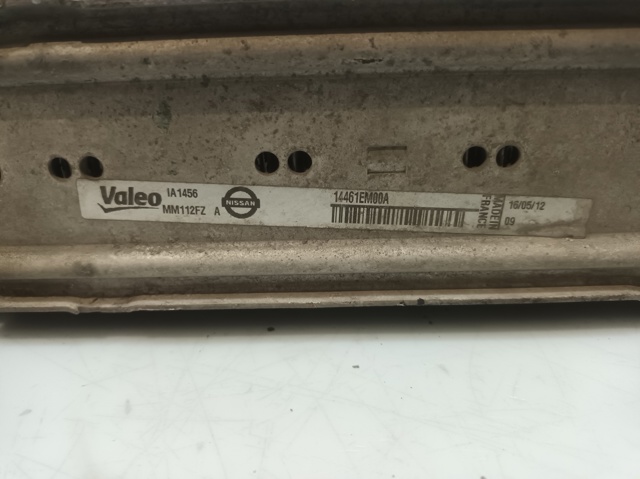 Valeo
IA1456
MM112FZ A
NISSAN
14461EM00A
MADE IN
FRANCE
16/05/12
09